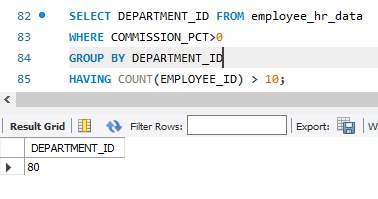 82 SELECT DEPARTMENT_ID FROM employee_hr_data
83 WHERE COMMISSION_PCT>0
84 GROUP BY DEPARTMENT_ID
85 HAVING COUNT(EMPLOYEE_ID) > 10;
Result Grid Filter Rows: Export: W
DEPARTMENT_ID
80